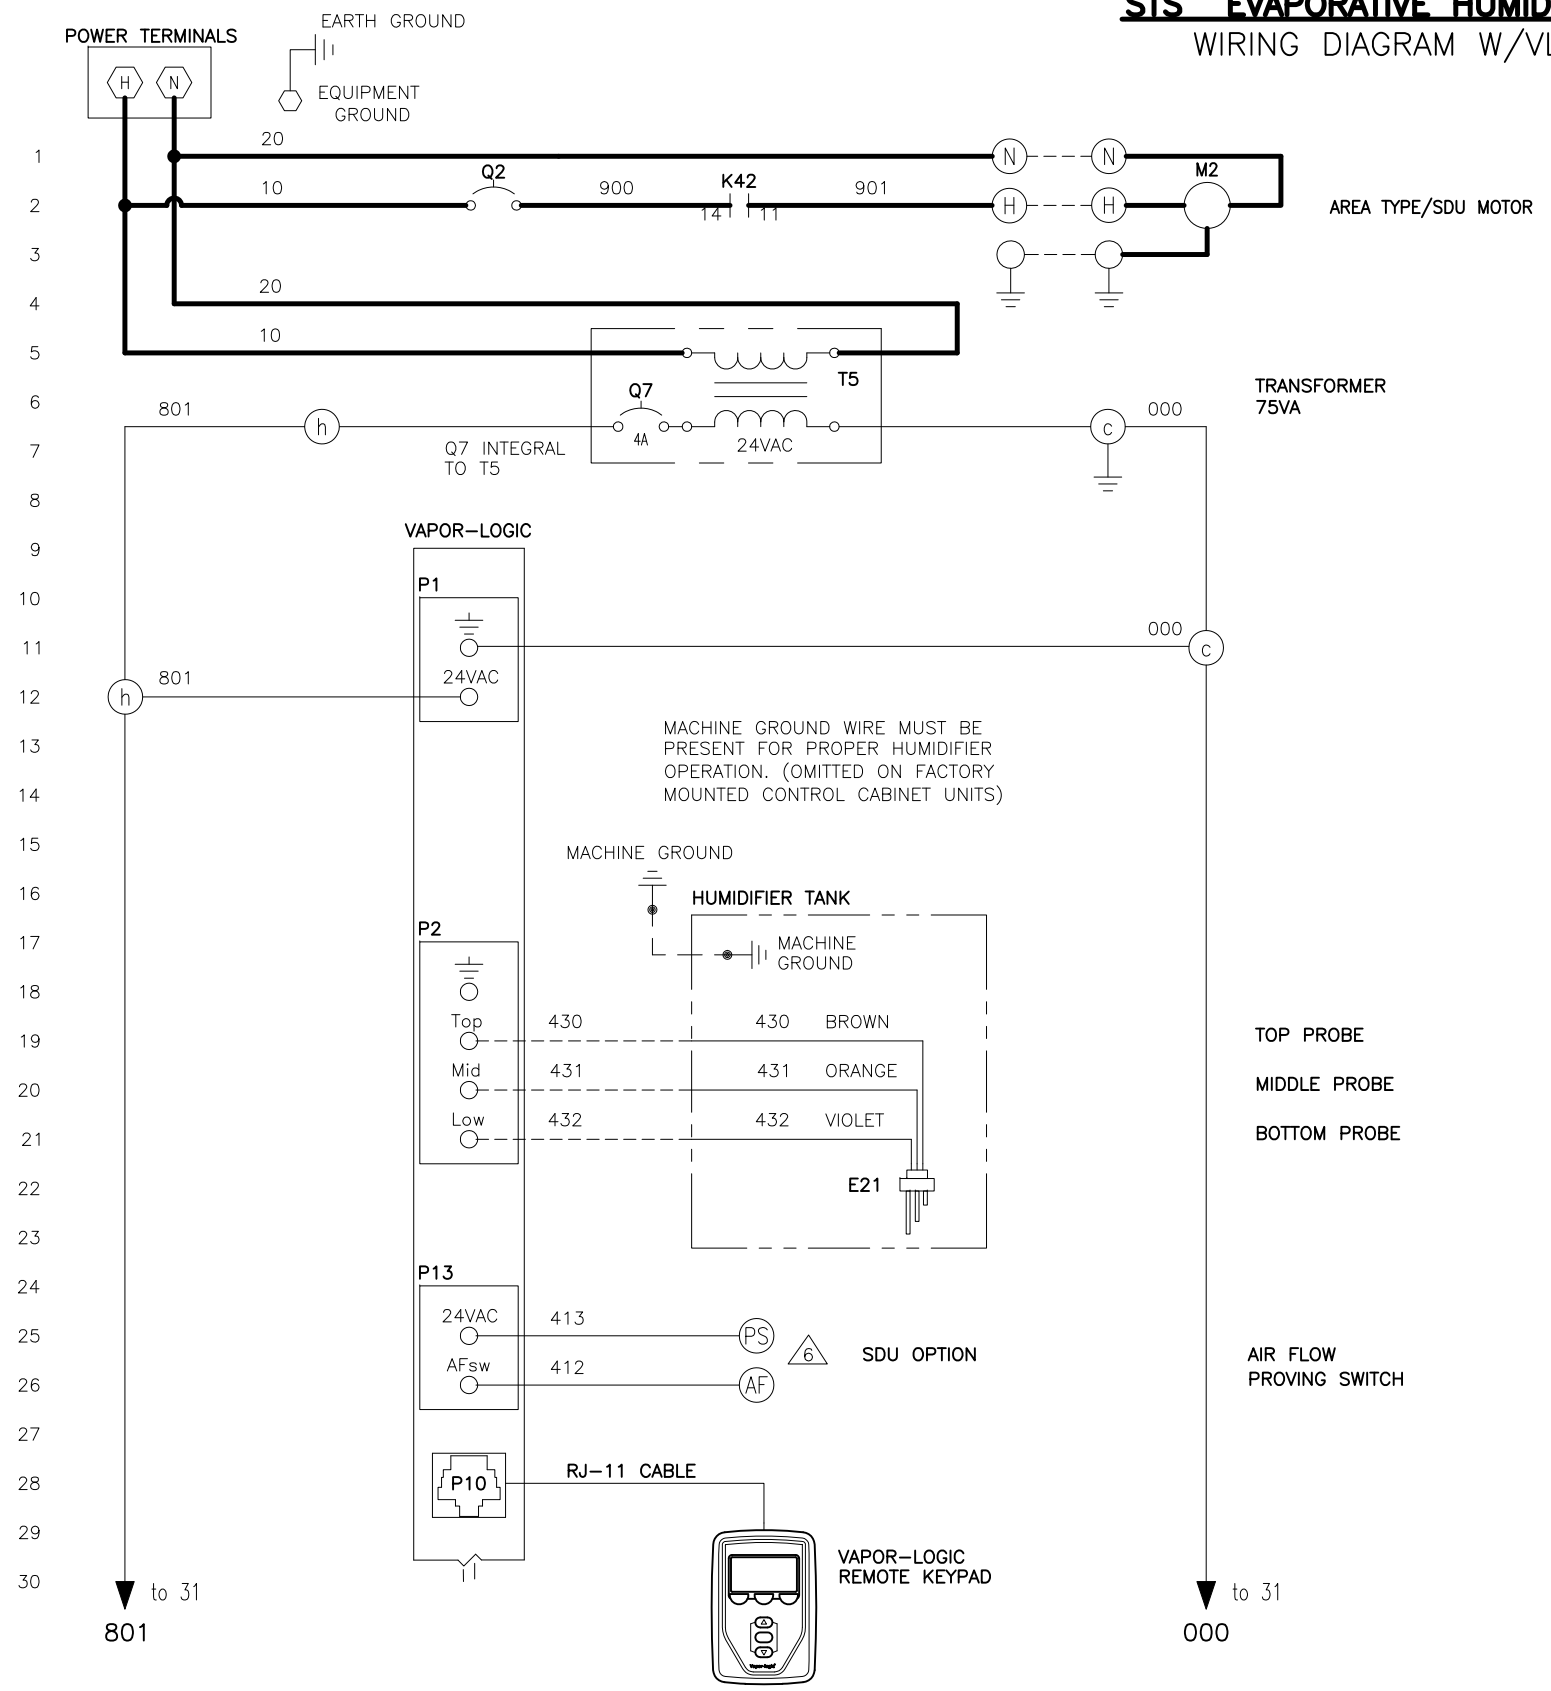 STS EVAPORATIVE
WIRING DIAGRAM
EARTH GROUND
POWER TERMINALS
H
N
EQUIPMENT
GROUND
1
20
N
N
2
10
Q2
900
K42
14
11
901
H
H
M2
AREA TYPE/SDU MOTOR
3
4
20
5
10
T5
6
801
h
Q7
4A
24VAC
c
000
TRANSFORMER
75VA
7
Q7 INTEGRAL
TO T5
8
VAPOR-LOGIC
9
P1
10
11
000
c
24VAC
12
h
801
MACHINE GROUND WIRE MUST BE
PRESENT FOR PROPER HUMIDIFIER
OPERATION. (OMITTED ON FACTORY
MOUNTED CONTROL CABINET UNITS)
13
14
15
MACHINE GROUND
16
HUMIDIFIER TANK
P2
17
MACHINE
GROUND
18
Top
430
430 BROWN
19
TOP PROBE
Mid
431
431 ORANGE
20
MIDDLE PROBE
Low
432
432 VIOLET
21
BOTTOM PROBE
22
E21
23
24
P13
24VAC
413
25
PS
6
SDU OPTION
AIR FLOW
PROVING SWITCH
AFsw
412
26
AF
27
28
P10
RJ-11 CABLE
29
VAPOR-LOGIC
REMOTE KEYPAD
30
to 31
to 31
801
000
Vapor-logic